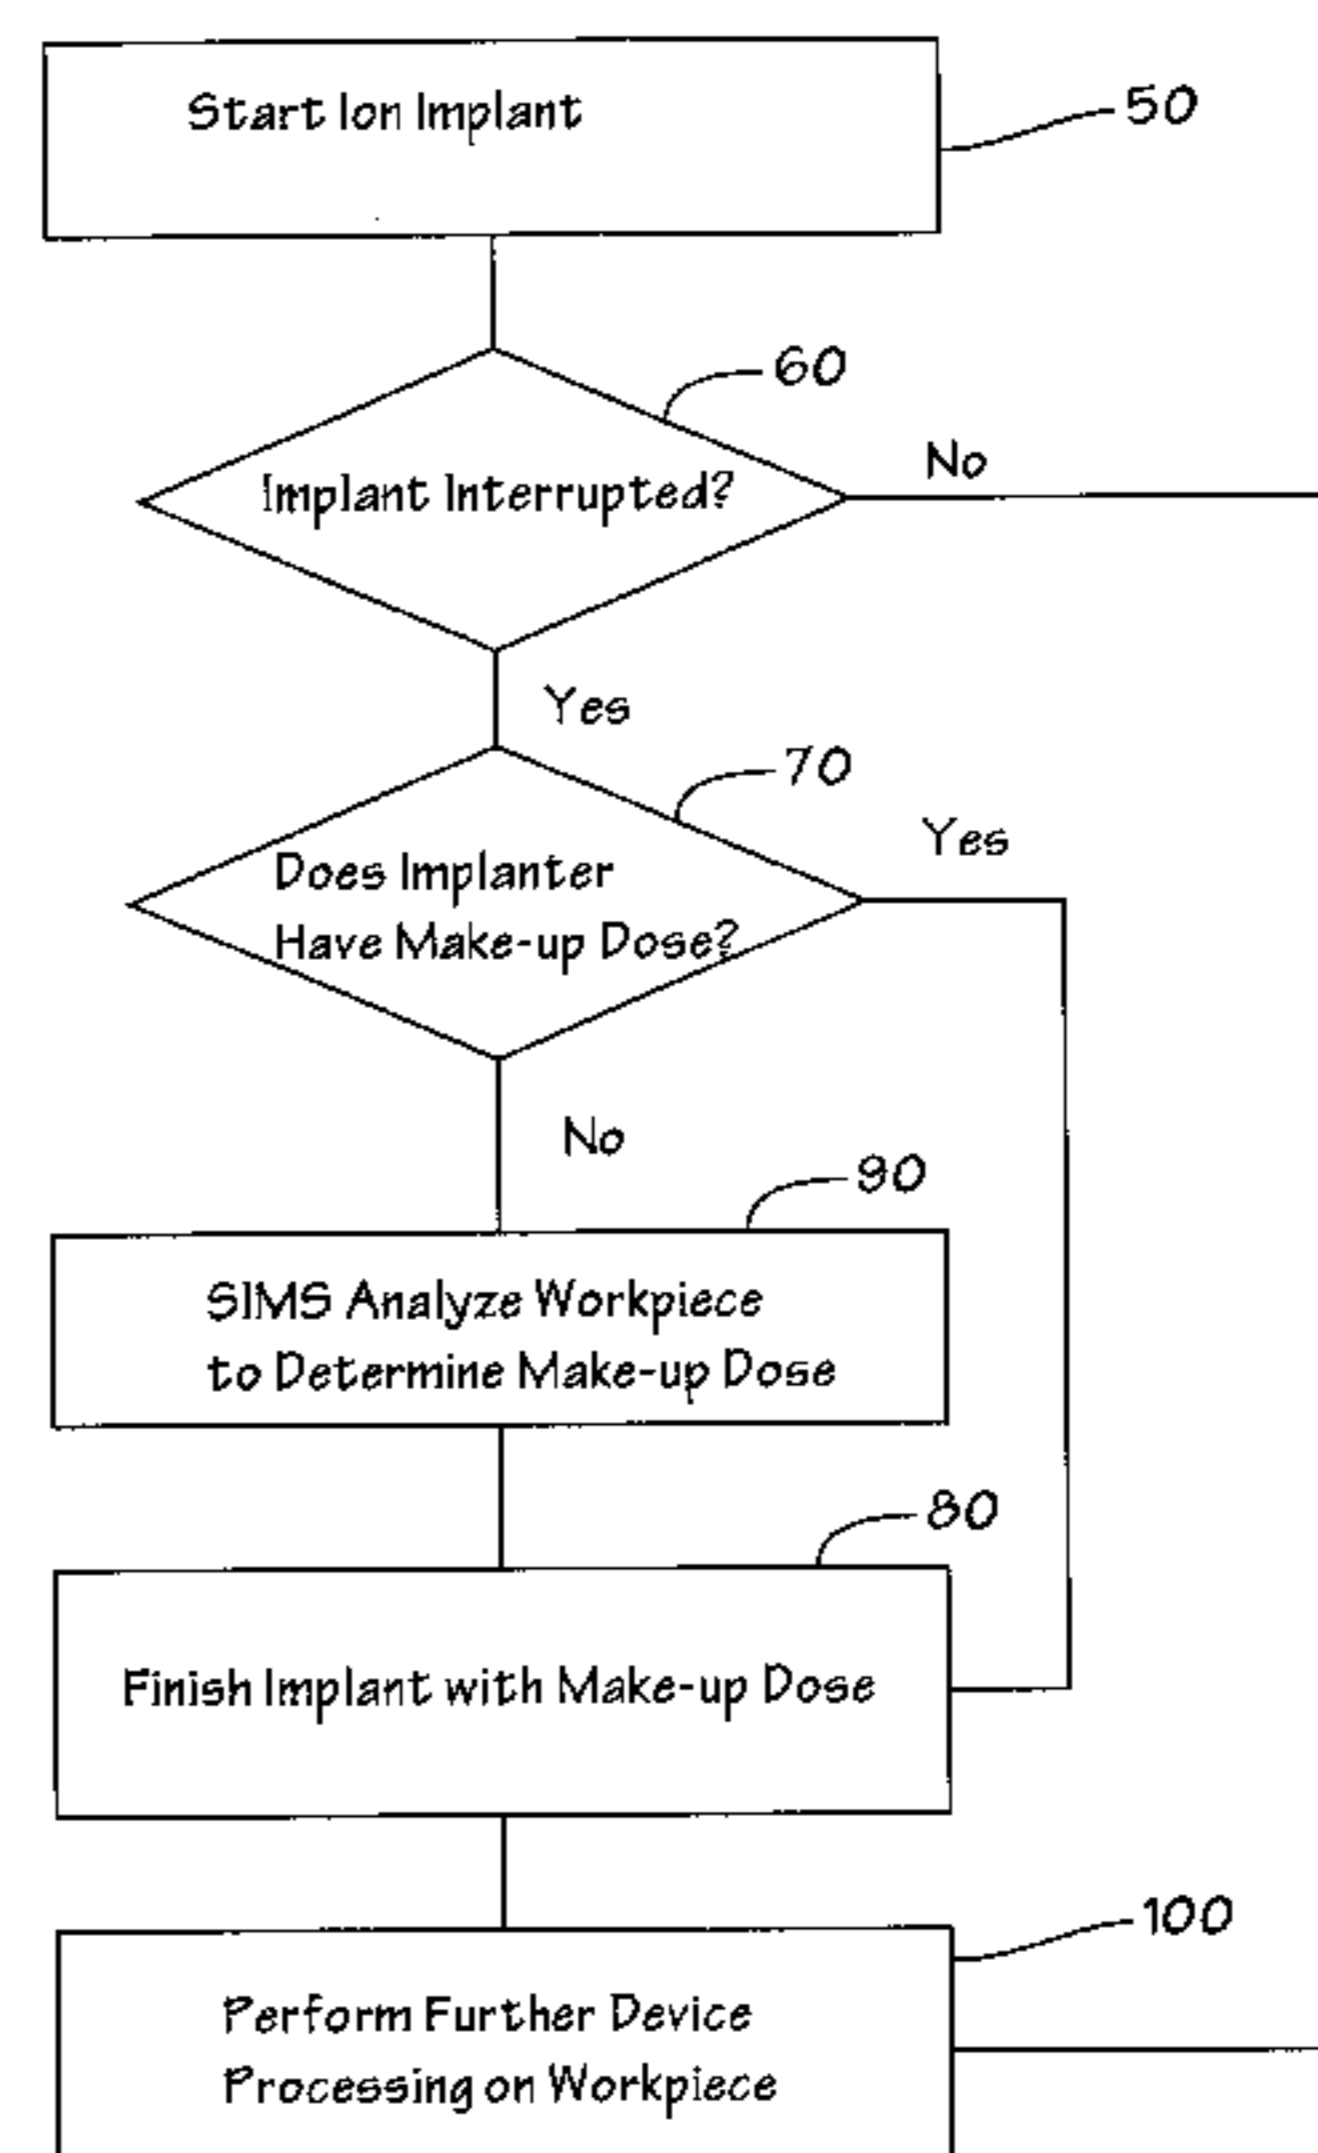 Start Ion Implant
50
60
Implant Interrupted?
No
Yes
70
Yes
Does Implanter
Have Make-up Dose?
No
90
SIMS Analyze Workpiece
to Determine Make-up Dose
80
Finish Implant with Make-up Dose
100
Perform Further Device
Processing on Workpiece